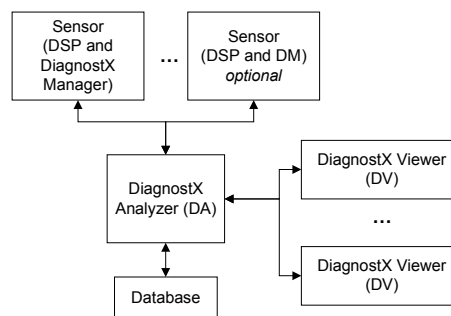 Sensor
(DSP and
DiagnostX
Manager)
...
Sensor
(DSP and DM)
optional
DiagnostX
Analyzer (DA)
DiagnostX Viewer
(DV)
...
DiagnostX Viewer
(DV)
Database